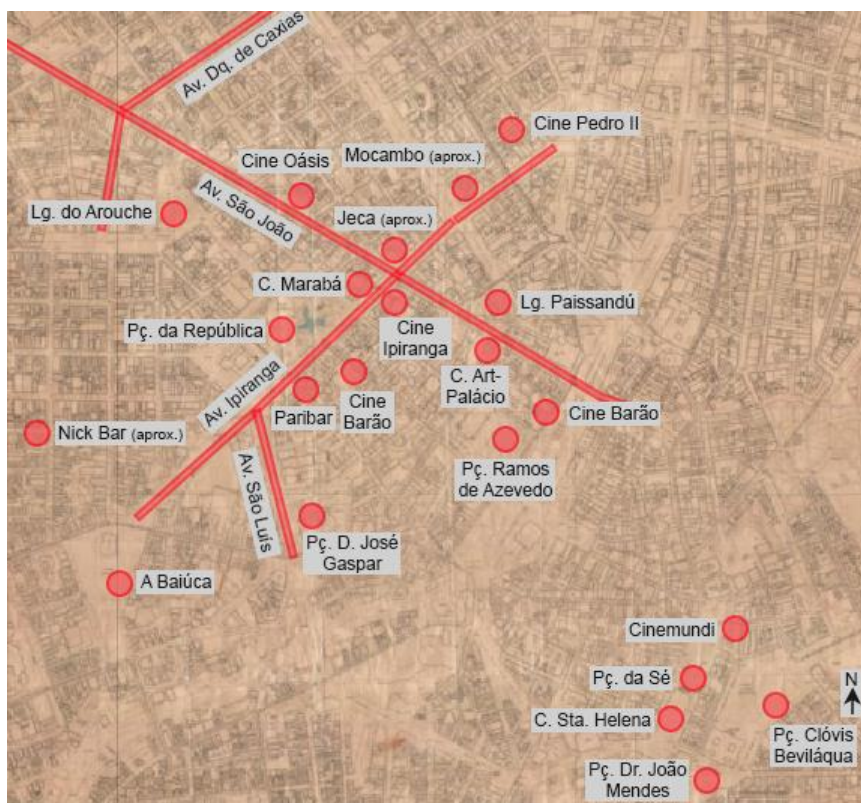 Av. Dq. de Caxias
Cine Pedro II
Mocambo (aprox.)
Cine Oásis
Lg. do Arouche
Av. São João
Jeca (aprox.)
C. Marabá
Lg. Paissandú
Pç. da República
Cine
Ipiranga
C. Art-
Palácio
Av. Ipiranga
Paribar
Cine
Barão
Cine Barão
Nick Bar (aprox.)
Pç. Ramos
de Azevedo
Av. São Luís
Pç. D. José
Gaspar
A Baiúca
Cinemundi
Pç. da Sé
N
C. Sta. Helena
Pç. Clóvis
Beviláqua
Pç. Dr. João
Mendes